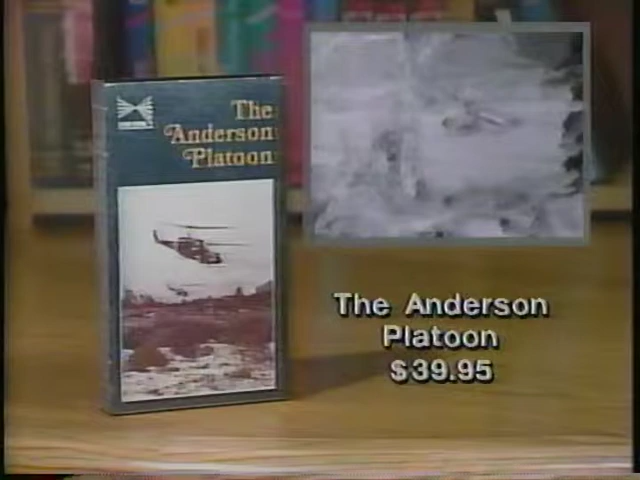 The
Anderson
Platoon
The Anderson
Platoon
$39.95